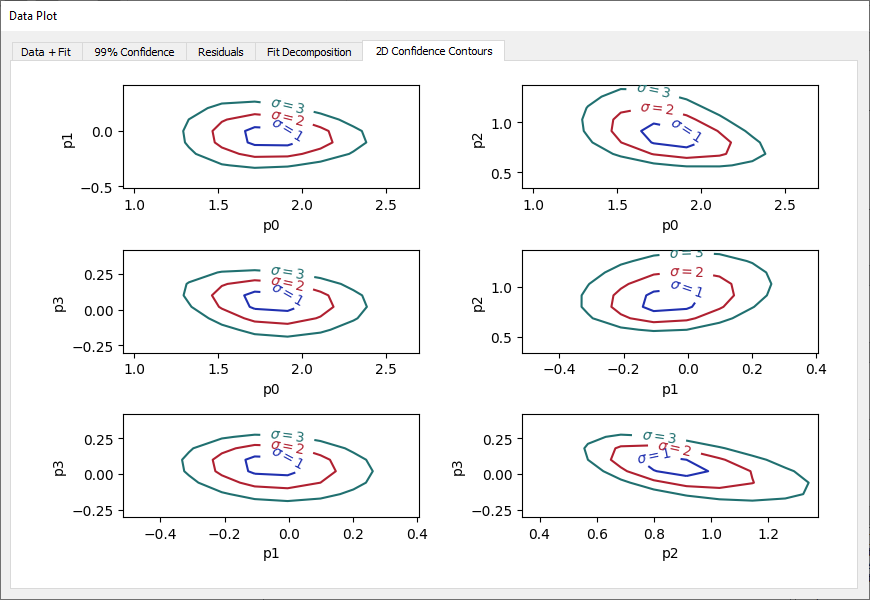 Data Plot
Data + Fit 99% Confidence Residuals Fit Decomposition 2D Confidence Contours
p1
0.0
−0.5
σ = 3
σ = 2
σ = 1
1.0 1.5 2.0 2.5
p0
p2
1.0
0.5
σ = 3
σ = 2
σ = 1
1.0 1.5 2.0 2.5
p0
p3
0.25
0.00
−0.25
σ = 3
σ = 2
σ = 1
1.0 1.5 2.0 2.5
p0
p2
1.0
0.5
σ = 3
σ = 2
σ = 1
−0.4 −0.2 0.0 0.2 0.4
p1
p3
0.25
0.00
−0.25
σ = 3
σ = 2
σ = 1
−0.4 −0.2 0.0 0.2 0.4
p1
p3
0.25
0.00
−0.25
σ = 3
σ = 2
σ = 1
0.4 0.6 0.8 1.0 1.2
p2